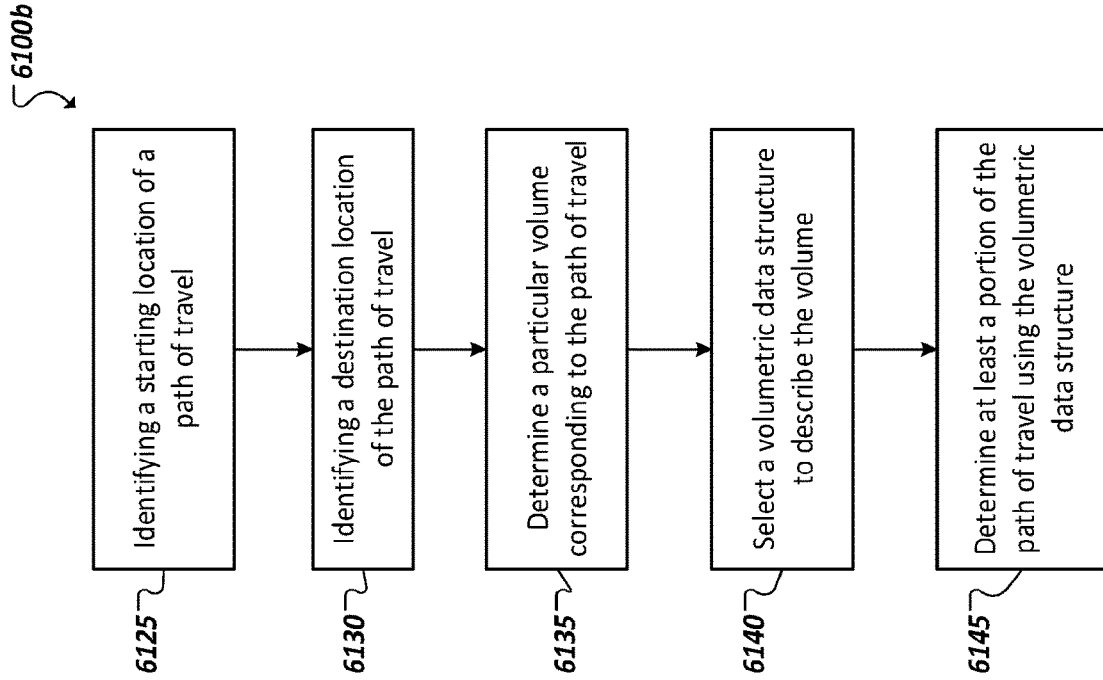 6100b
6125
Identifying a starting location of a
path of travel
6130
Identifying a destination location
of the path of travel
6135
Determine a particular volume
corresponding to the path of travel
6140
Select a volumetric data structure
to describe the volume
6145
Determine at least a portion of the
path of travel using the volumetric
data structure